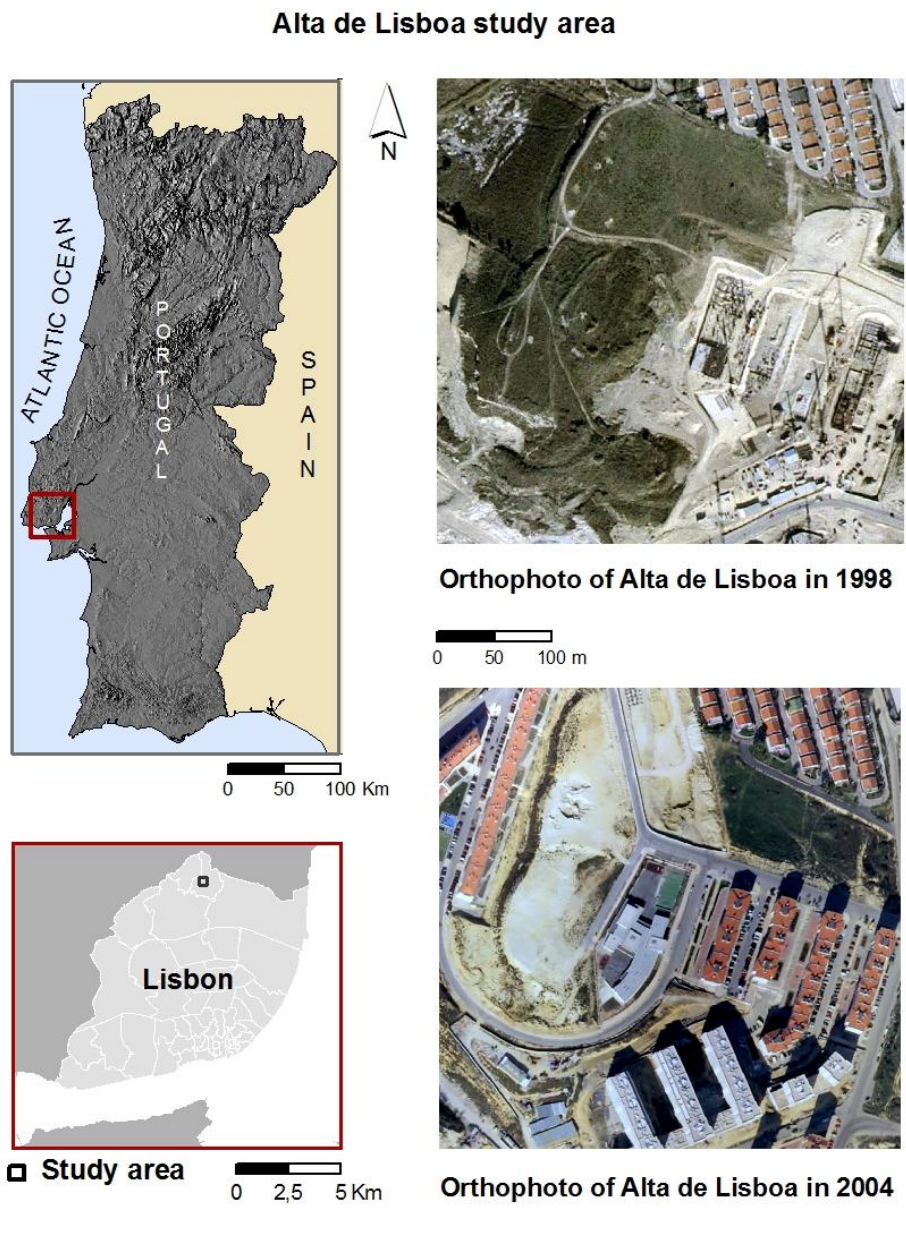 Alta de Lisboa study area
N
ATLANTIC OCEAN
PORTUGAL
SPAIN
0 50 100 Km
Lisbon
Study area
0 2,5 5 Km
Orthophoto of Alta de Lisboa in 1998
0 50 100 m
Orthophoto of Alta de Lisboa in 2004